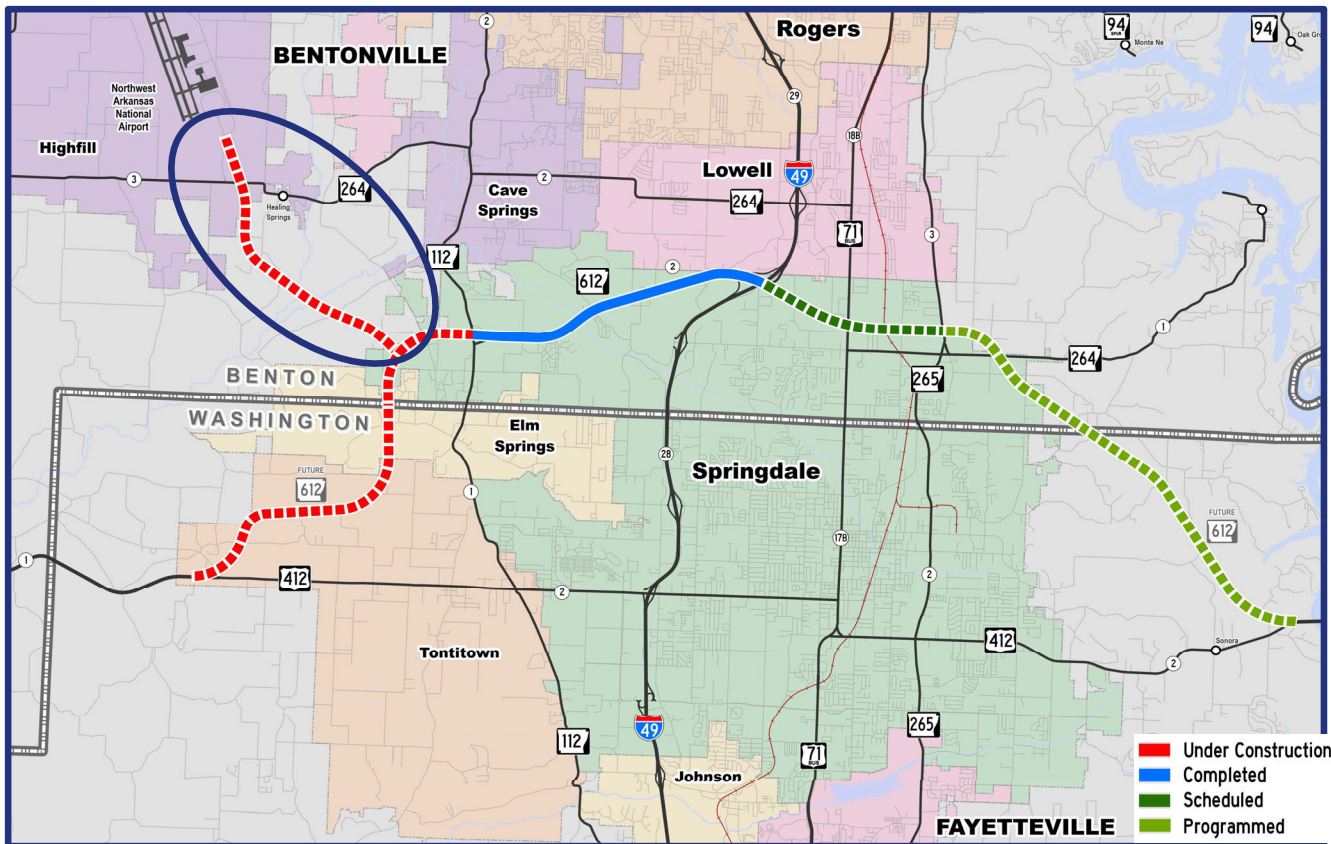 2
Rogers
94
SPUR
Monte Ne
94
Oak Gr
BENTONVILLE
Northwest
Arkansas
National
Airport
29
18B
Highfill
3
264
Healing
Springs
2
Cave
Springs
Lowell
49
264
71
BUS
3
112
612
2
1
264
265
BENTON
WASHINGTON
Elm
Springs
28
Springdale
FUTURE
612
1
FUTURE
612
1
412
2
17B
2
412
Sonora
2
Tontitown
49
112
71
BUS
265
Johnson
FAYETTEVILLE
Under Construction
Completed
Scheduled
Programmed